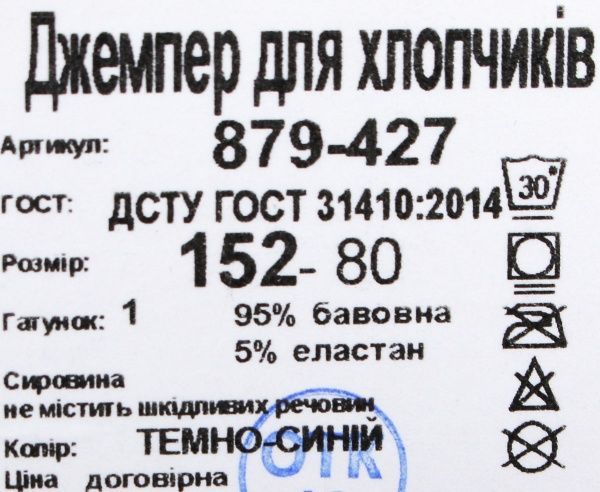 Джемпер для хлопчиків
Артикул: 879-427
ГОСТ: ДСТУ ГОСТ 31410:2014
30°
Розмір: 152-80
Гатунок: 1 95% бавовна
5% еластан
Сировина
не містить шкідливих речовин
Колір: ТЕМНО-СИНІЙ
Ціна договірна
ОТК